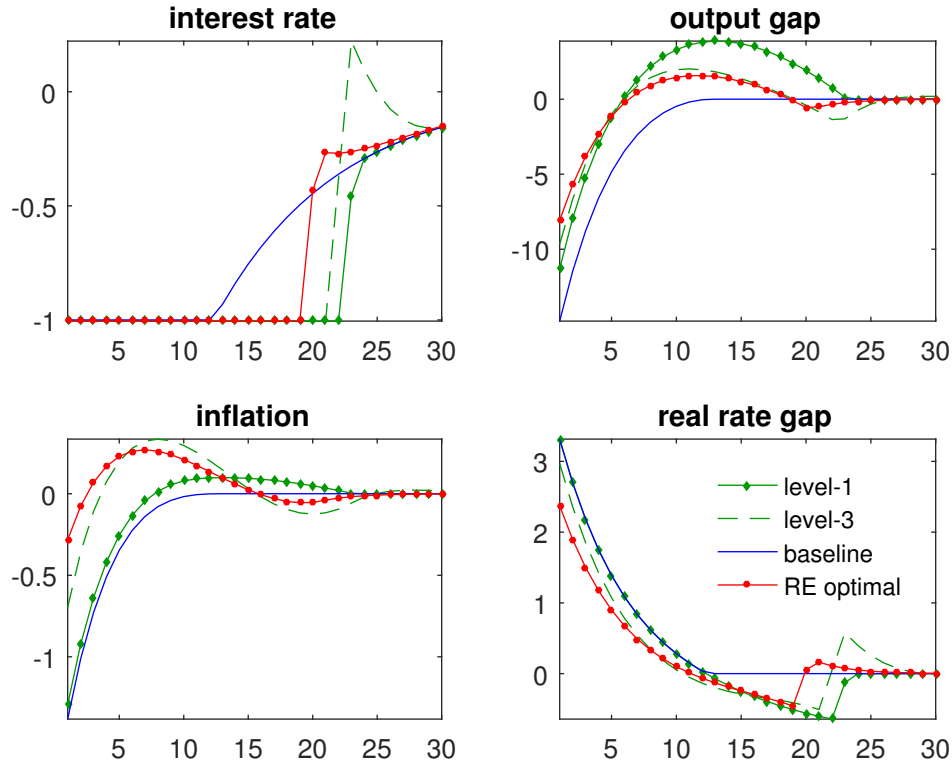 interest rate
0
-0.5
-1
5 10 15 20 25 30
output gap
0
-5
-10
5 10 15 20 25 30
inflation
0
-0.5
-1
5 10 15 20 25 30
real rate gap
3
2
1
0
level-1
level-3
baseline
RE optimal
5 10 15 20 25 30